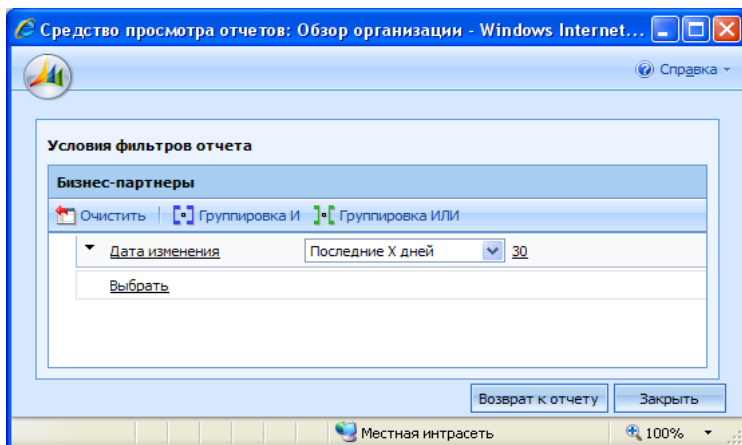 Средство просмотра отчетов: Обзор организации - Windows Internet...
Справка
Условия фильтров отчета
Бизнес-партнеры
Очистить Группировка И Группировка ИЛИ
Дата изменения Последние X дней 30
Выбрать
Возврат к отчету Закрыть
Местная интрасеть 100%